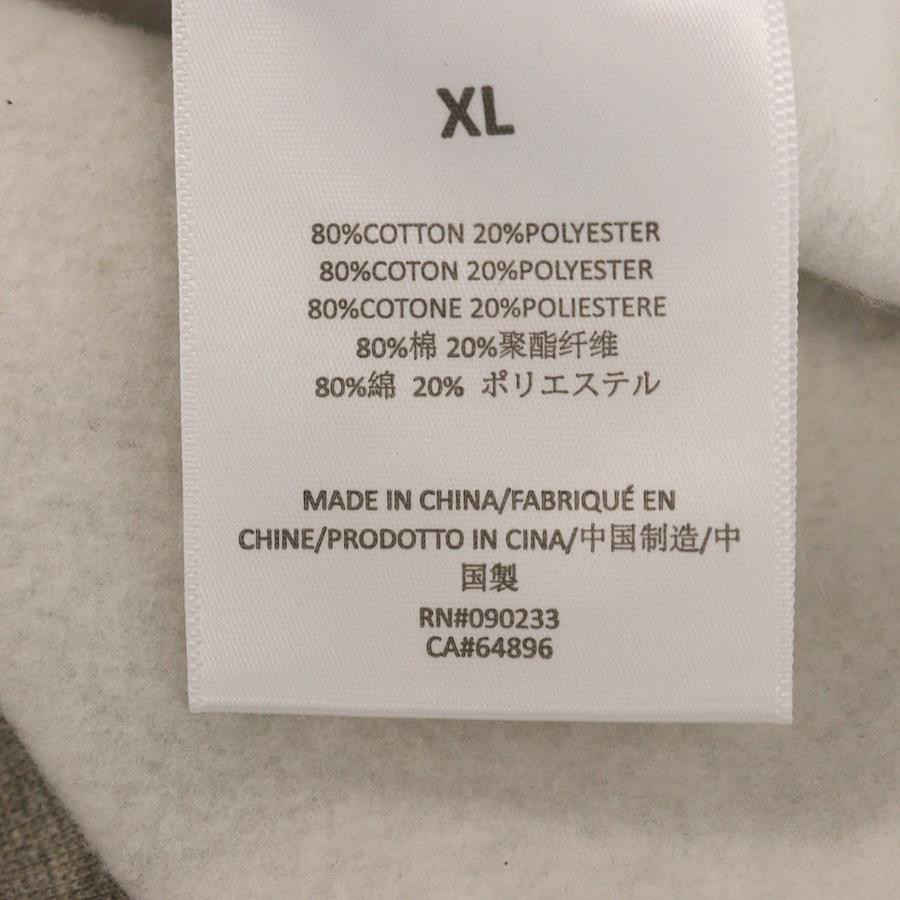 XL
80%COTTON 20%POLYESTER
80%COTON 20%POLYESTER
80%COTONE 20%POLIESTERE
80%棉 20%聚酯纤维
80%綿 20% ポリエステル
MADE IN CHINA/FABRIQUÉ EN
CHINE/PRODOTTO IN CINA/中国制造/中
国製
RN#090233
CA#64896